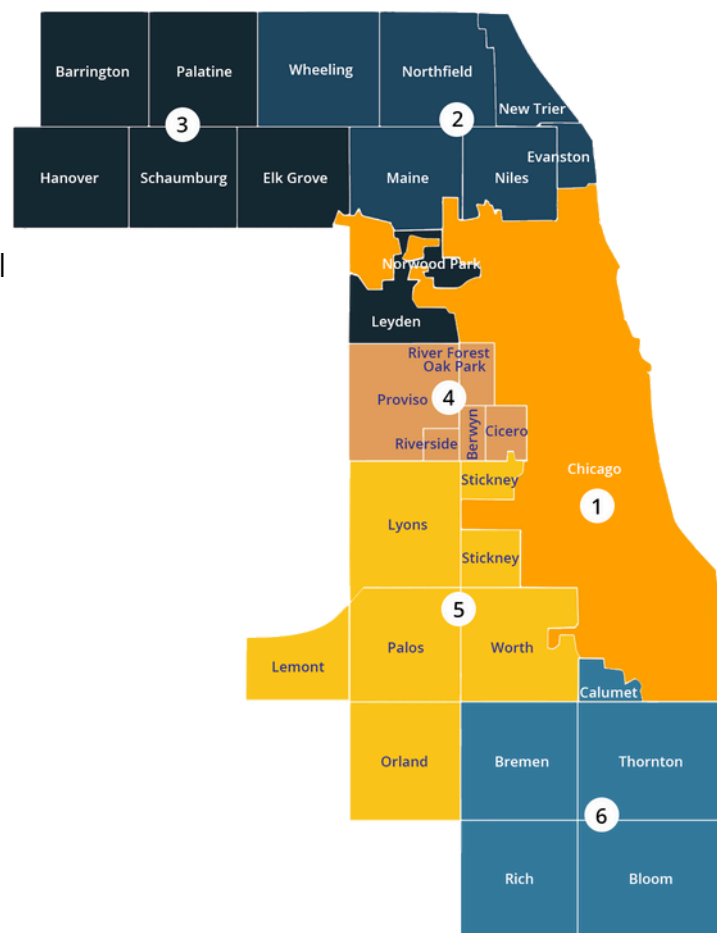 Barrington
Palatine
Wheeling
Northfield
New Trier
3
2
Evanston
Hanover
Schaumburg
Elk Grove
Maine
Niles
Norwood Park
Leyden
River Forest
Oak Park
Proviso
4
Riverside
Berwyn
Cicero
Chicago
Stickney
1
Lyons
Stickney
5
Lemont
Palos
Worth
Calumet
Orland
Bremen
Thornton
6
Rich
Bloom